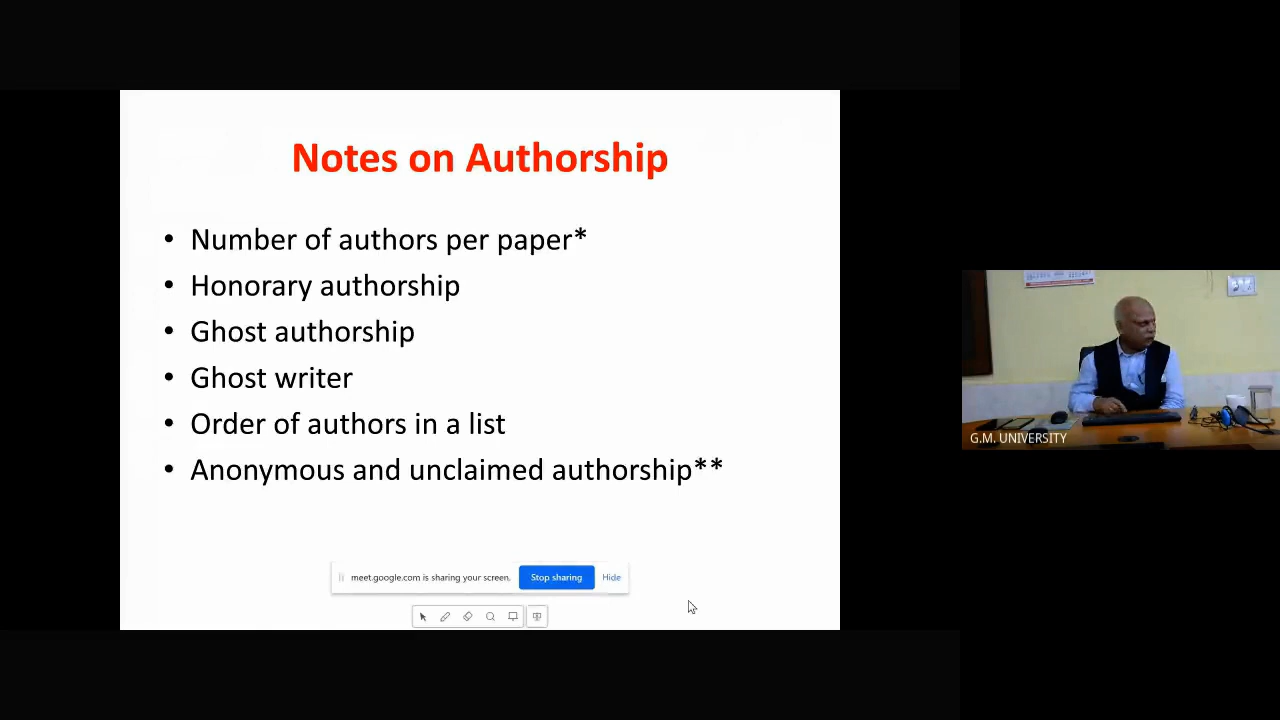 Notes on Authorship
• Number of authors per paper*
• Honorary authorship
• Ghost authorship
• Ghost writer
• Order of authors in a list
• Anonymous and unclaimed authorship**
meet.google.com is sharing your screen.
Stop sharing
Hide
G.M. UNIVERSITY